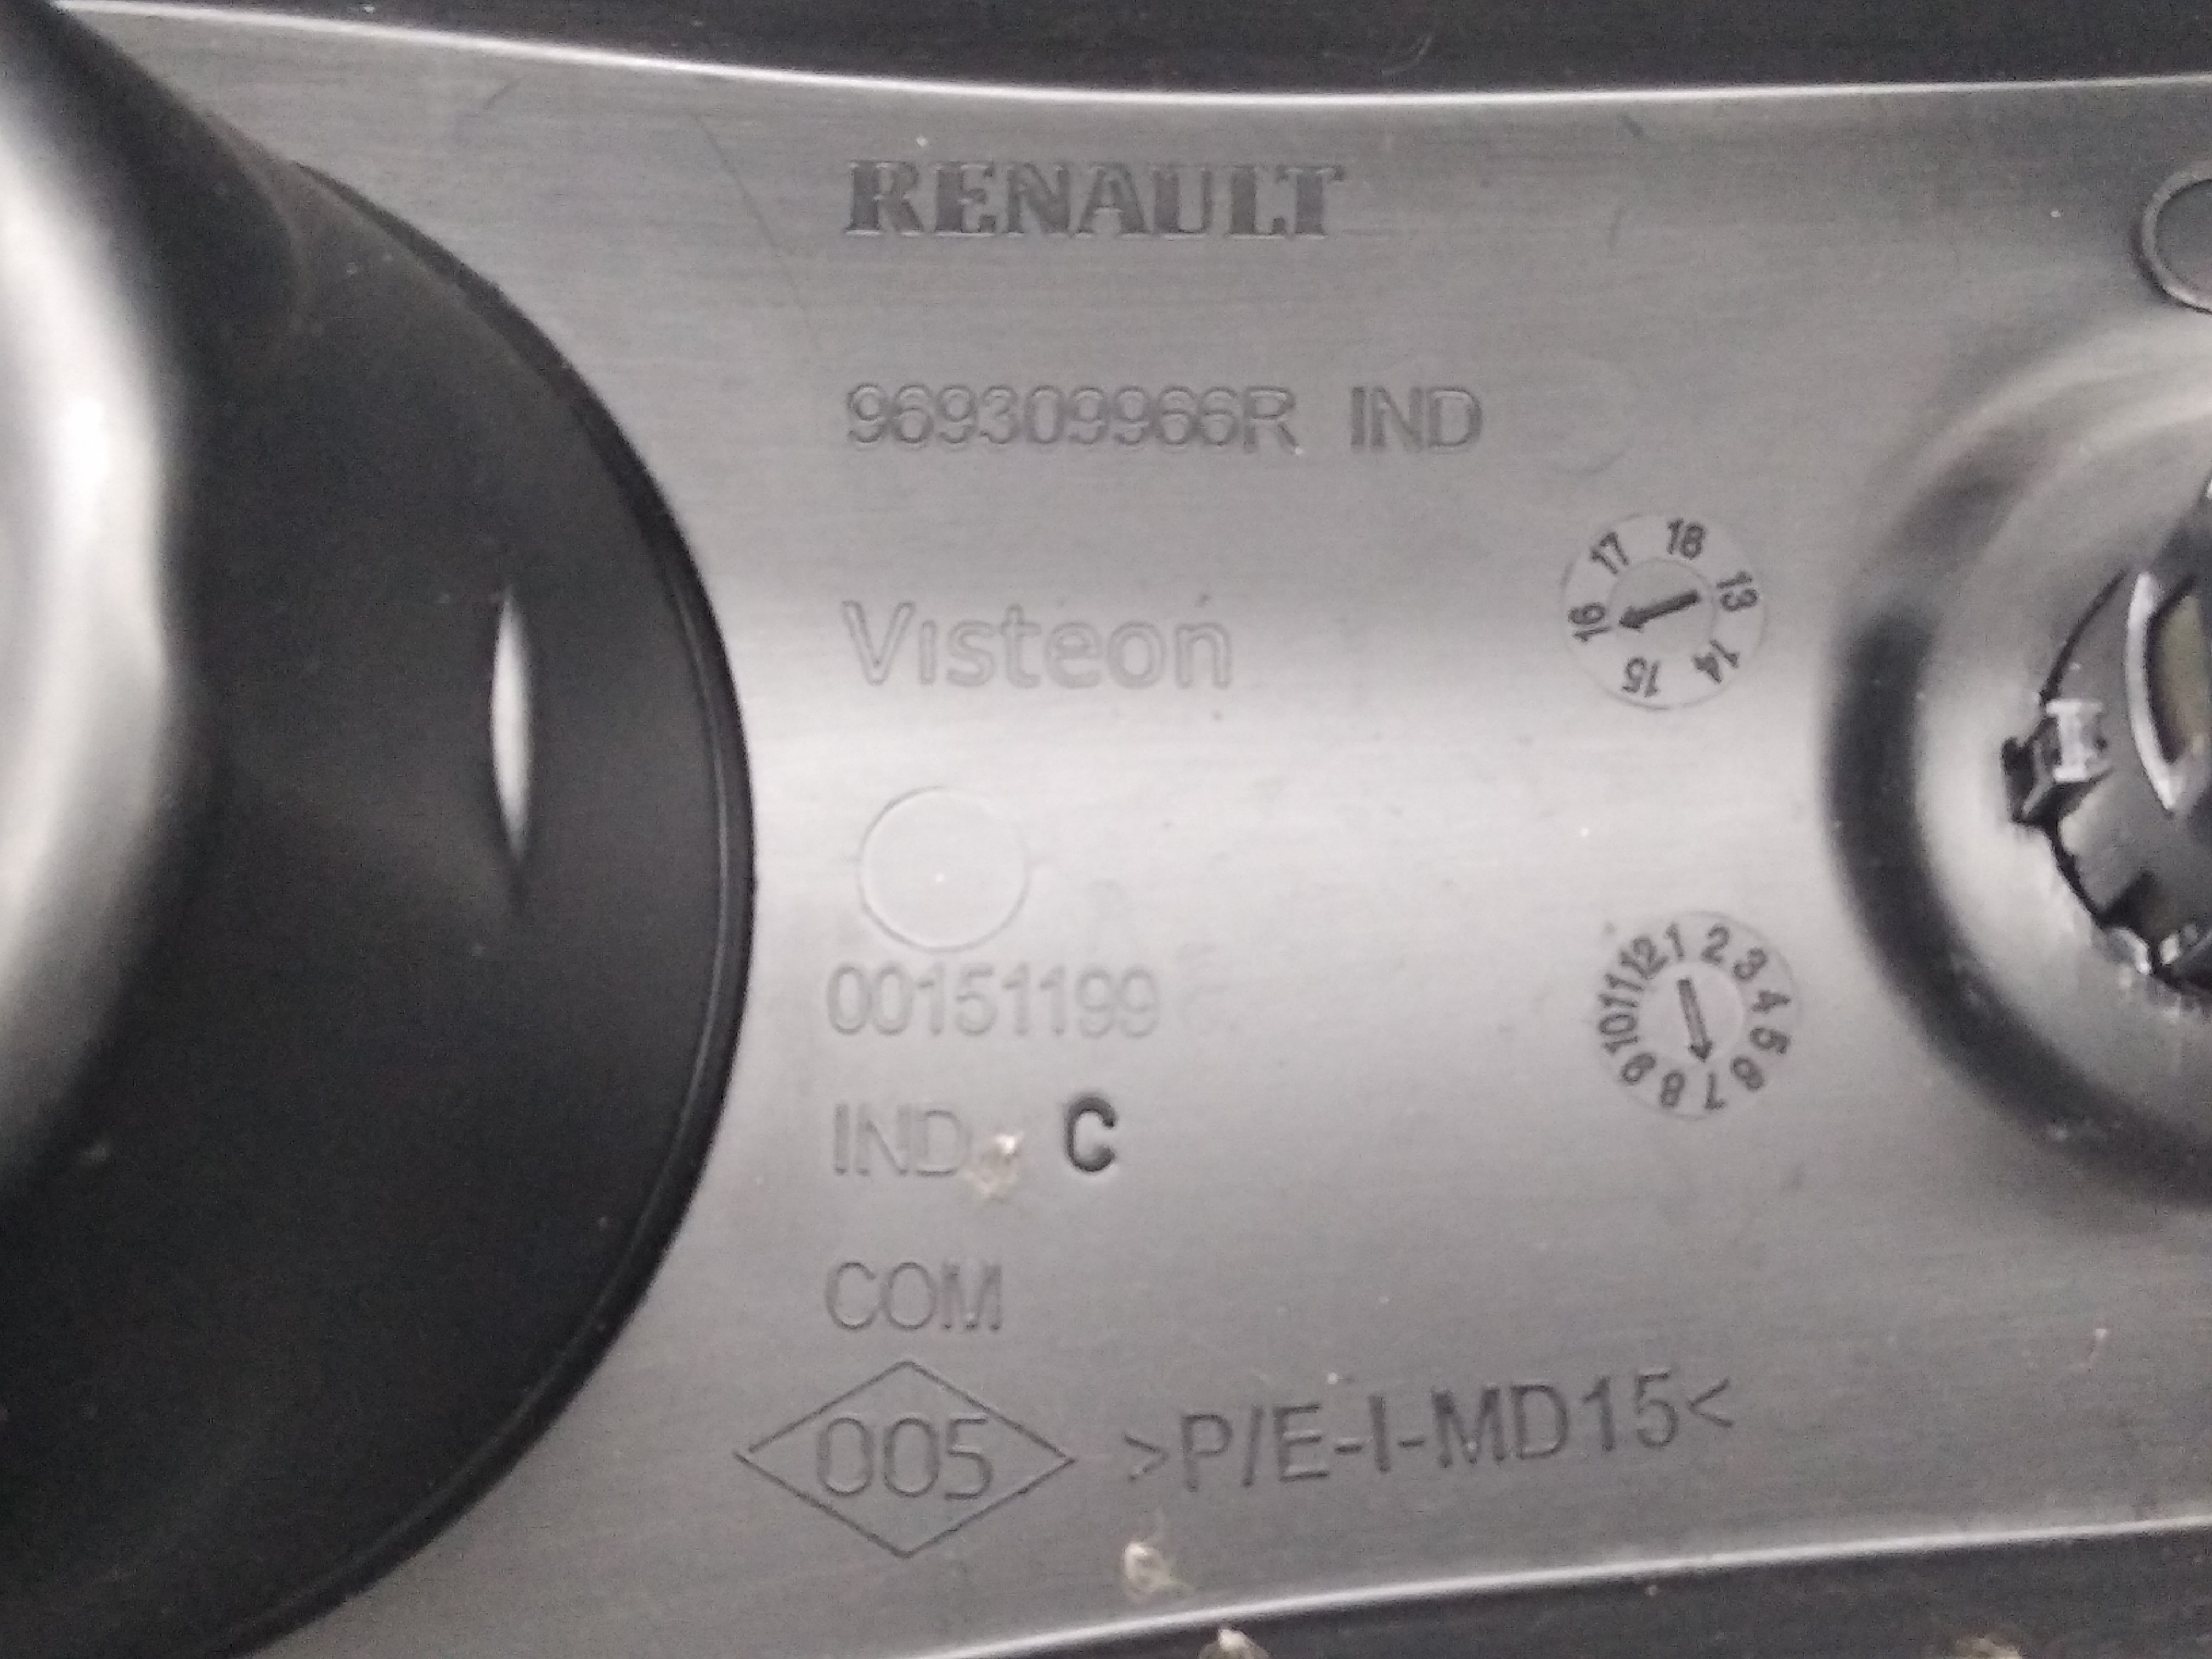 RENAULT
969309966R IND
Visteon
13 14 15 16 17 18
00151199
1 2 3 4 5 6 7 8 9 10 11 12
IND C
COM
005 >P/E-I-MD15<